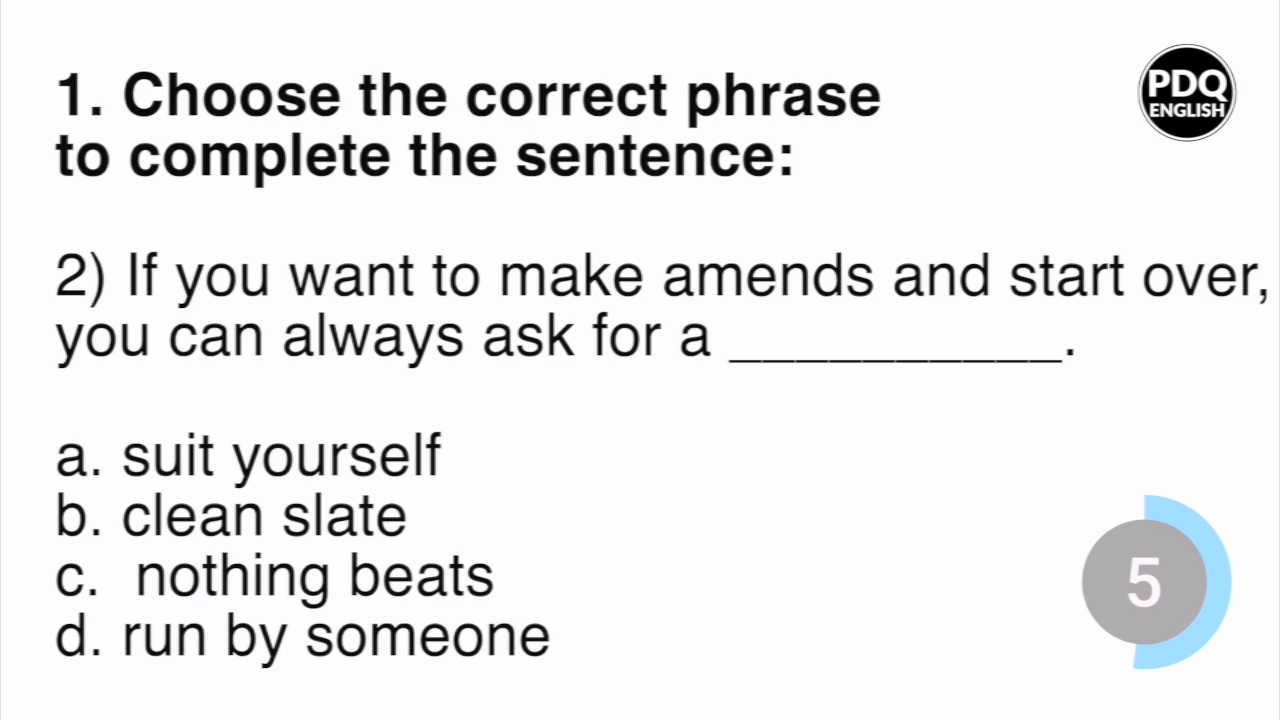 1. Choose the correct phrase
to complete the sentence:
PDQ
ENGLISH
2) If you want to make amends and start over,
you can always ask for a __________.
a. suit yourself
b. clean slate
c. nothing beats
d. run by someone
5